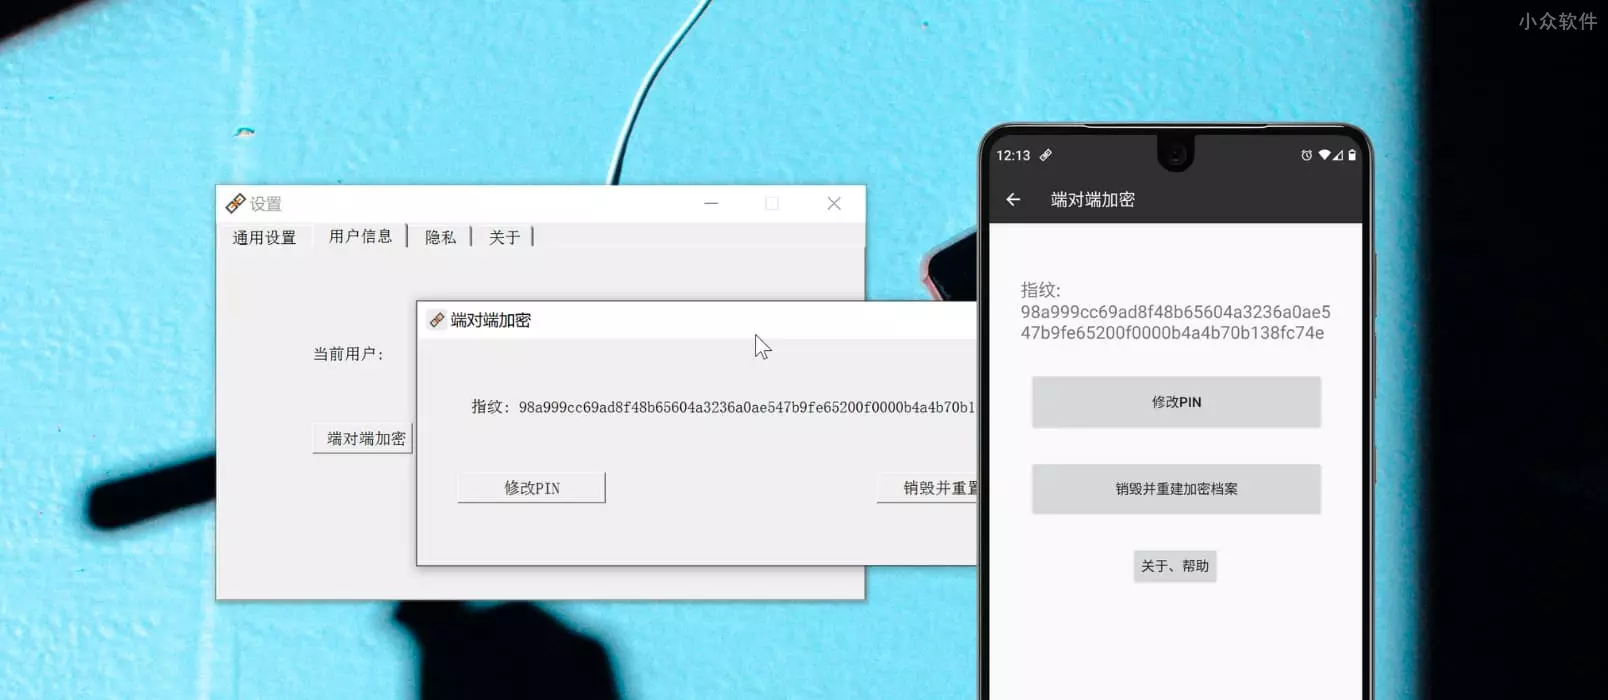 小众软件
设置
通用设置 用户信息 隐私 关于
当前用户:
端对端加密
端对端加密
指纹: 98a999cc69ad8f48b65604a3236a0ae547b9fe65200f0000b4a4b70b1
修改PIN
销毁并重置
12:13
端对端加密
指纹:
98a999cc69ad8f48b65604a3236a0ae5
47b9fe65200f0000b4a4b70b138fc74e
修改PIN
销毁并重建加密档案
关于、帮助